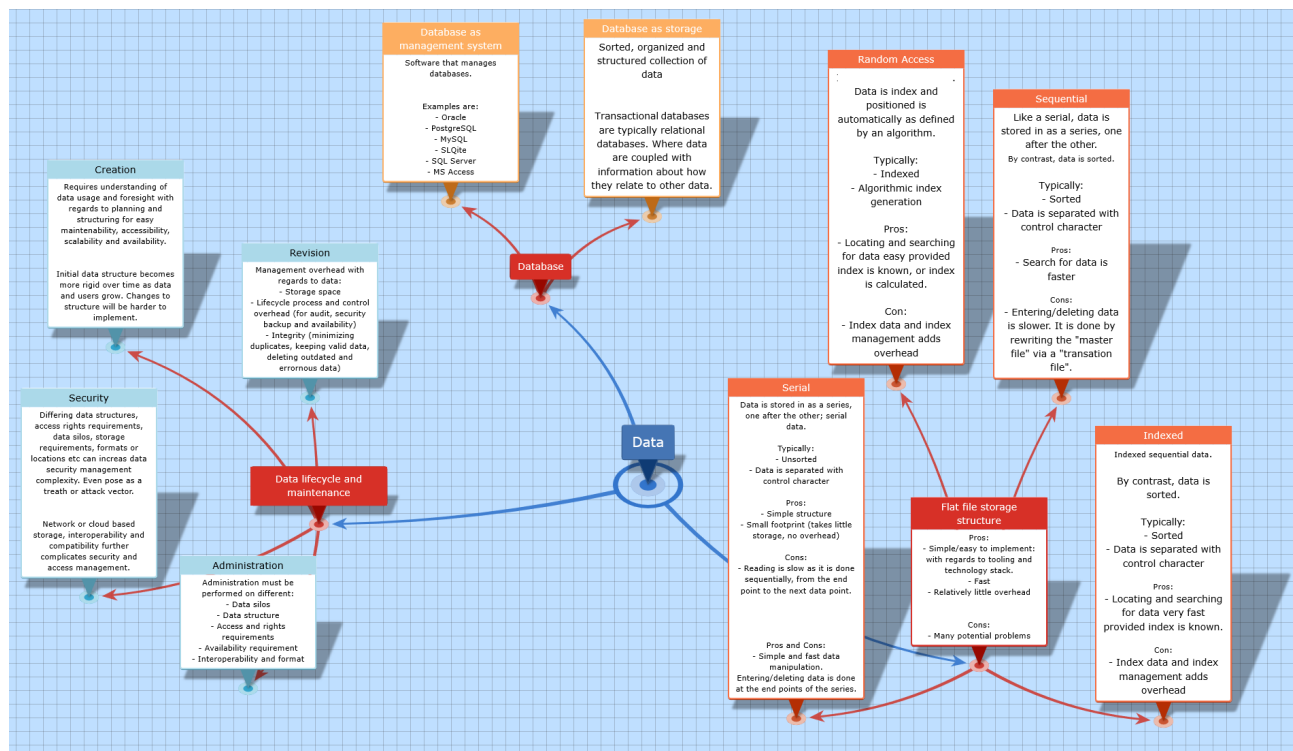 Database as
management system
Software that manages
databases.
Examples are:
- Oracle
- PostgreSQL
- MySQL
- SLQite
- SQL Server
- MS Access
Database as storage
Sorted, organized and
structured collection of
data
Transactional databases
are typically relational
databases. Where data
are coupled with
information about how
they relate to other data.
Random Access
Data is index and
positioned is
automatically as defined
by an algorithm.
Typically:
- Indexed
- Algorithmic index
generation
Pros:
- Locating and searching
for data easy provided
index is known, or index
is calculated.
Con:
- Index data and index
management adds
overhead
Sequential
Like a serial, data is
stored in as a series, one
after the other.
By contrast, data is sorted.
Typically:
- Sorted
- Data is separated with
control character
Pros:
- Search for data is
faster
Cons:
- Entering/deleting data
is slower. It is done by
rewriting the "master
file" via a "transation
file".
Creation
Requires understanding of
data usage and foresight with
regards to planning and
structuring for easy
maintenability, accessibility,
scalability and availability.
Initial data structure becomes
more rigid over time as data
and users grow. Changes to
structure will be harder to
implement.
Revision
Management overhead with
regards to data:
- Storage space
- Lifecycle process and control
overhead (for audit, security
backup and availability)
- Integrity (minimizing
duplicates, keeping valid data,
deleting outdated and
errornous data)
Database
Security
Differing data structures,
access rights requirements,
data silos, storage
requirements, formats or
locations etc can increas data
security management
complexity. Even pose as a
treath or attack vector.
Network or cloud based
storage, interoperability and
compatibility further
complicates security and
access management.
Data lifecycle and
maintenance
Data
Administration
Administration must be
performed on different:
- Data silos
- Data structure
- Access and rights
requirements
- Availability requirement
- Interoperability and format
Serial
Data is stored in as a series,
one after the other; serial
data.
Typically:
- Unsorted
- Data is separated with
control character
Pros:
- Simple structure
- Small footprint (takes little
storage, no overhead)
Cons:
- Reading is slow as it is done
sequentially, from the end
point to the next data point.
Pros and Cons:
- Simple and fast data
manipulation.
Entering/deleting data is done
at the end points of the series.
Flat file storage
structure
Pros:
- Simple/easy to implement:
with regards to tooling and
technology stack.
- Fast
- Relatively little overhead
Cons:
- Many potential problems
Indexed
Indexed sequential data.
By contrast, data is
sorted.
Typically:
- Sorted
- Data is separated with
control character
Pros:
- Locating and searching
for data very fast
provided index is known.
Con:
- Index data and index
management adds
overhead